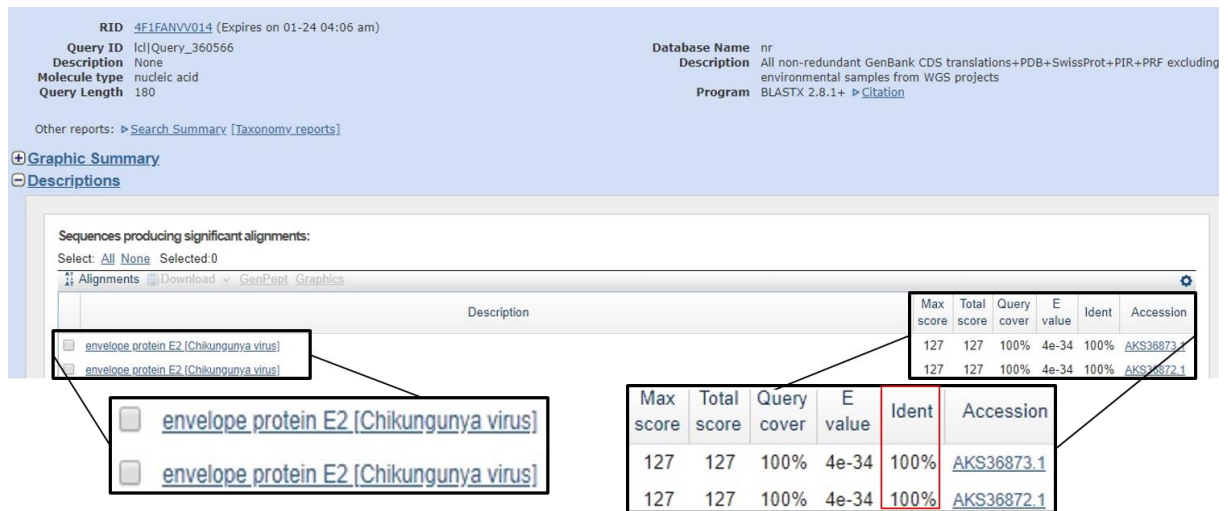 RID 4F1FANVV014 (Expires on 01-24 04:06 am)
Query ID lcl|Query_360566
Description None
Molecule type nucleic acid
Query Length 180
Database Name nr
Description All non-redundant GenBank CDS translations+PDB+SwissProt+PIR+PRF excluding
environmental samples from WGS projects
Program BLASTX 2.8.1+ Citation
Other reports: Search Summary [Taxonomy reports]
Graphic Summary
Descriptions
Sequences producing significant alignments:
Select: All None Selected:0
Alignments Download GenPept Graphics
Description Max score Total score Query cover E value Ident Accession
envelope protein E2 [Chikungunya virus] 127 127 100% 4e-34 100% AKS36873.1
envelope protein E2 [Chikungunya virus] 127 127 100% 4e-34 100% AKS36872.1
envelope protein E2 [Chikungunya virus]
envelope protein E2 [Chikungunya virus]
Max score Total score Query cover E value Ident Accession
127 127 100% 4e-34 100% AKS36873.1
127 127 100% 4e-34 100% AKS36872.1